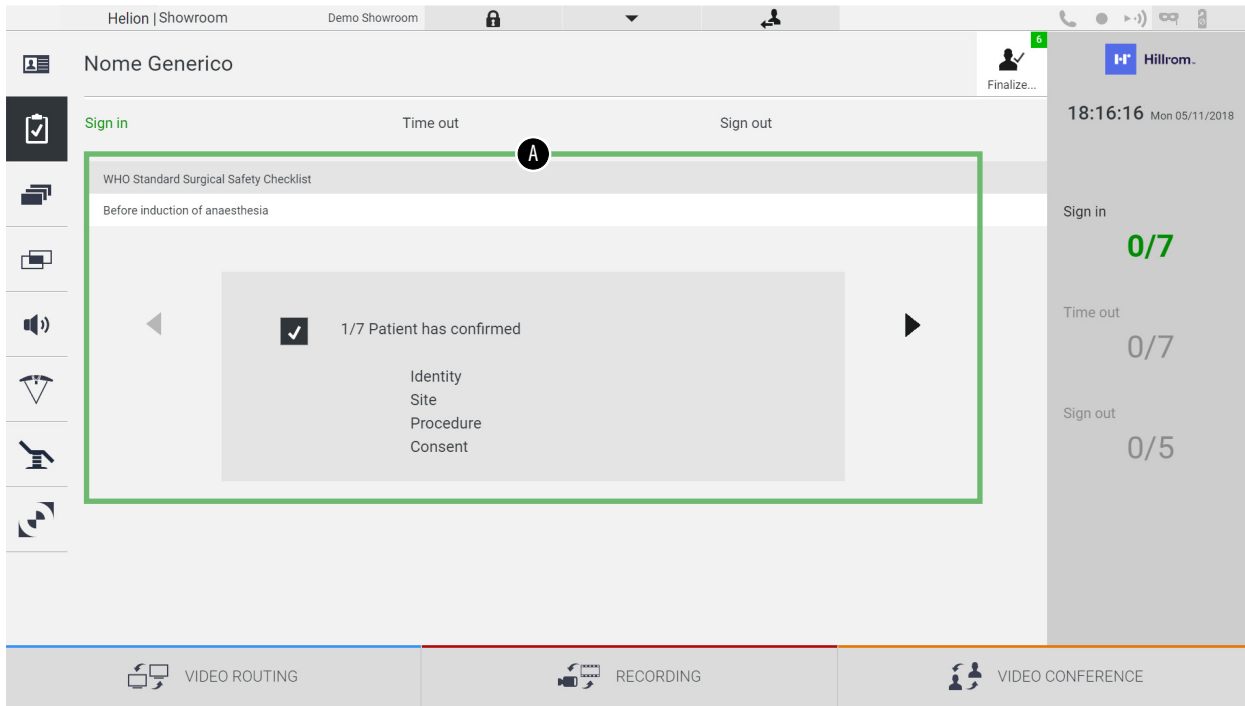 Helion | Showroom
Demo Showroom
Nome Generico
6
Finalize...
Hillrom™
18:16:16 Mon 05/11/2018
Sign in
Time out
Sign out
A
WHO Standard Surgical Safety Checklist
Before induction of anaesthesia
1/7 Patient has confirmed
Identity
Site
Procedure
Consent
Sign in
0/7
Time out
0/7
Sign out
0/5
VIDEO ROUTING
RECORDING
VIDEO CONFERENCE